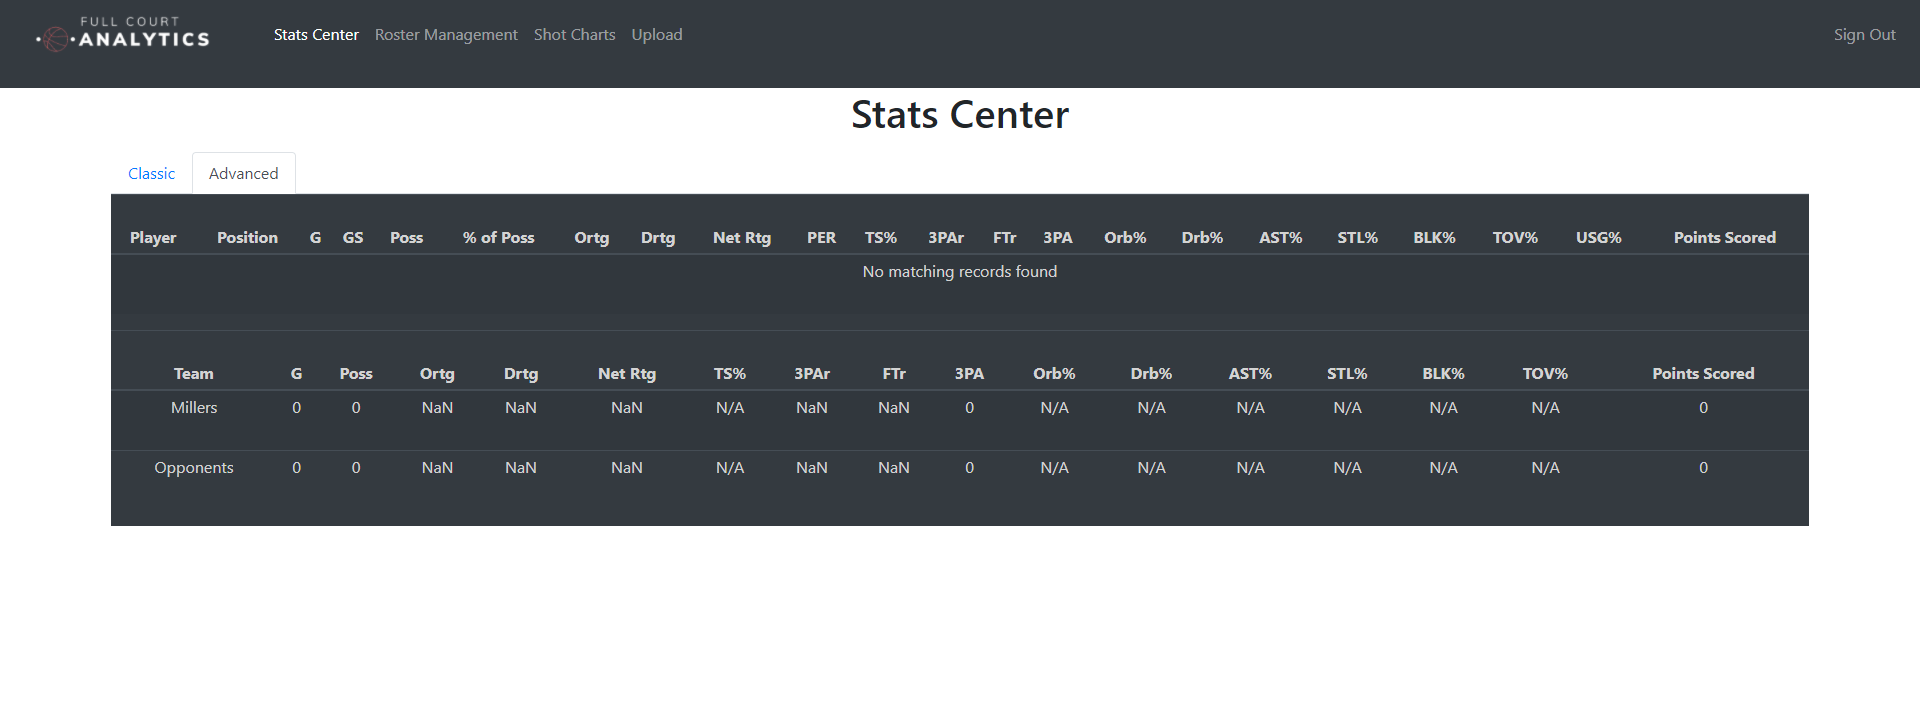 FULL COURT
ANALYTICS
Stats Center Roster Management Shot Charts Upload Sign Out
Stats Center
Classic Advanced
Player Position G GS Poss % of Poss Ortg Drtg Net Rtg PER TS% 3PAr FTr 3PA Orb% Drb% AST% STL% BLK% TOV% USG% Points Scored
No matching records found
Team G Poss Ortg Drtg Net Rtg TS% 3PAr FTr 3PA Orb% Drb% AST% STL% BLK% TOV% Points Scored
Millers 0 0 NaN NaN NaN N/A NaN NaN 0 N/A N/A N/A N/A N/A N/A 0
Opponents 0 0 NaN NaN NaN N/A NaN NaN 0 N/A N/A N/A N/A N/A N/A 0